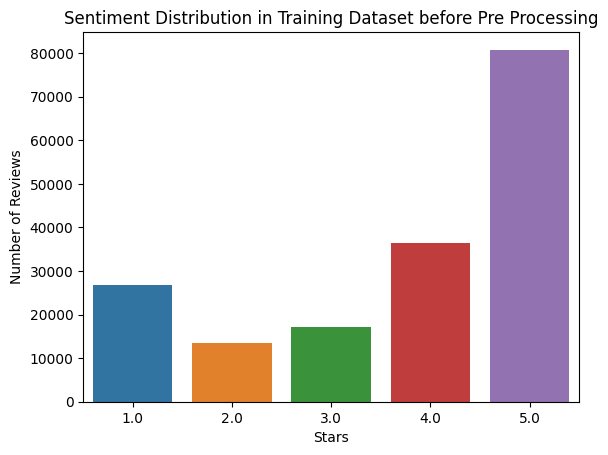 Sentiment Distribution in Training Dataset before Pre Processing
80000
70000
60000
50000
40000
30000
20000
10000
0
Number of Reviews
1.0 2.0 3.0 4.0 5.0
Stars